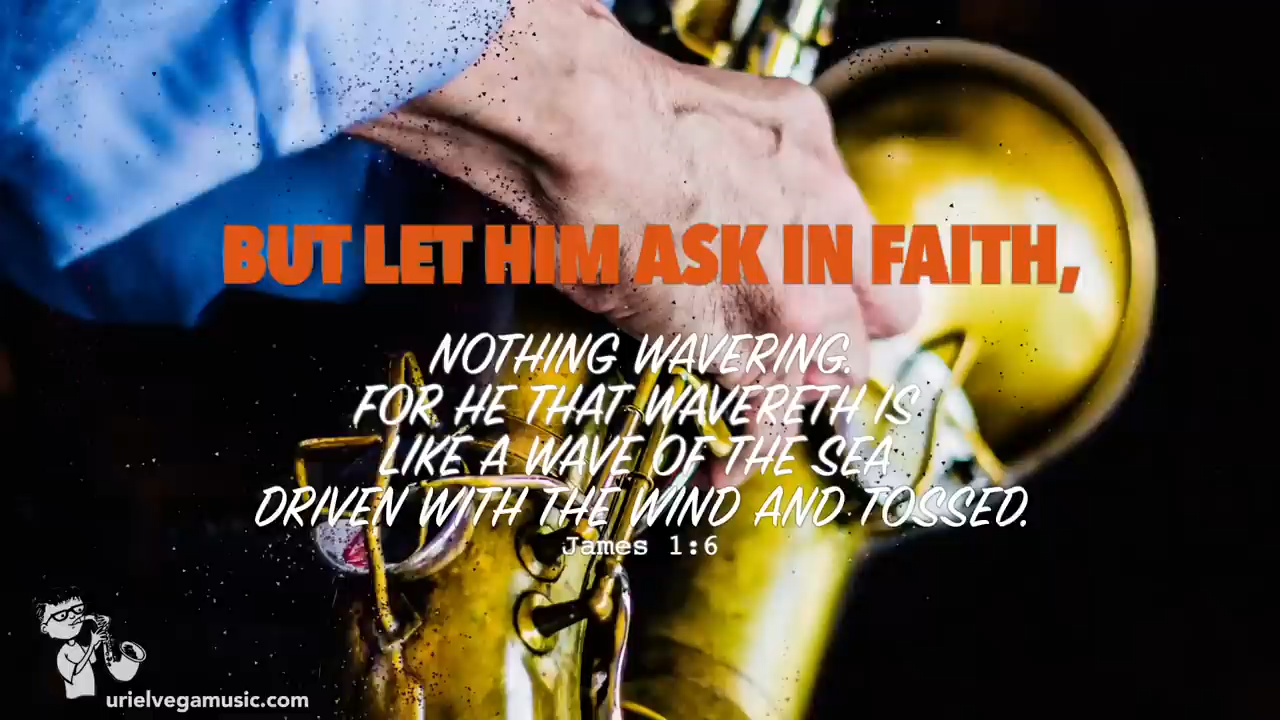 BUT LET HIM ASK IN FAITH,
NOTHING WAVERING.
FOR HE THAT WAVERETH IS
LIKE A WAVE OF THE SEA
DRIVEN WITH THE WIND AND TOSSED.
James 1:6
urielvegamusic.com